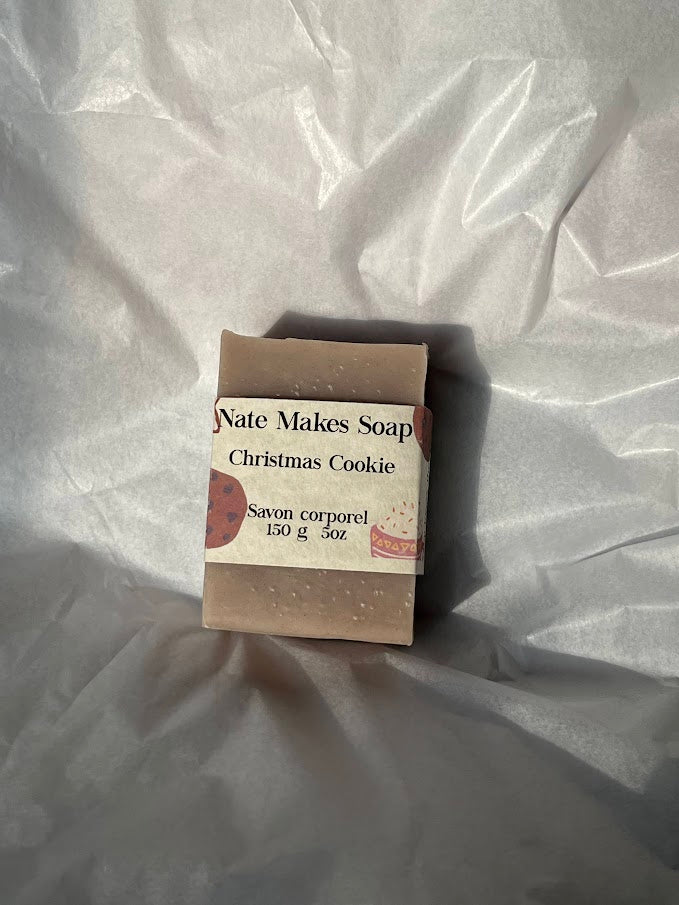 Nate Makes Soap
Christmas Cookie
Savon corporel
150 g 5oz